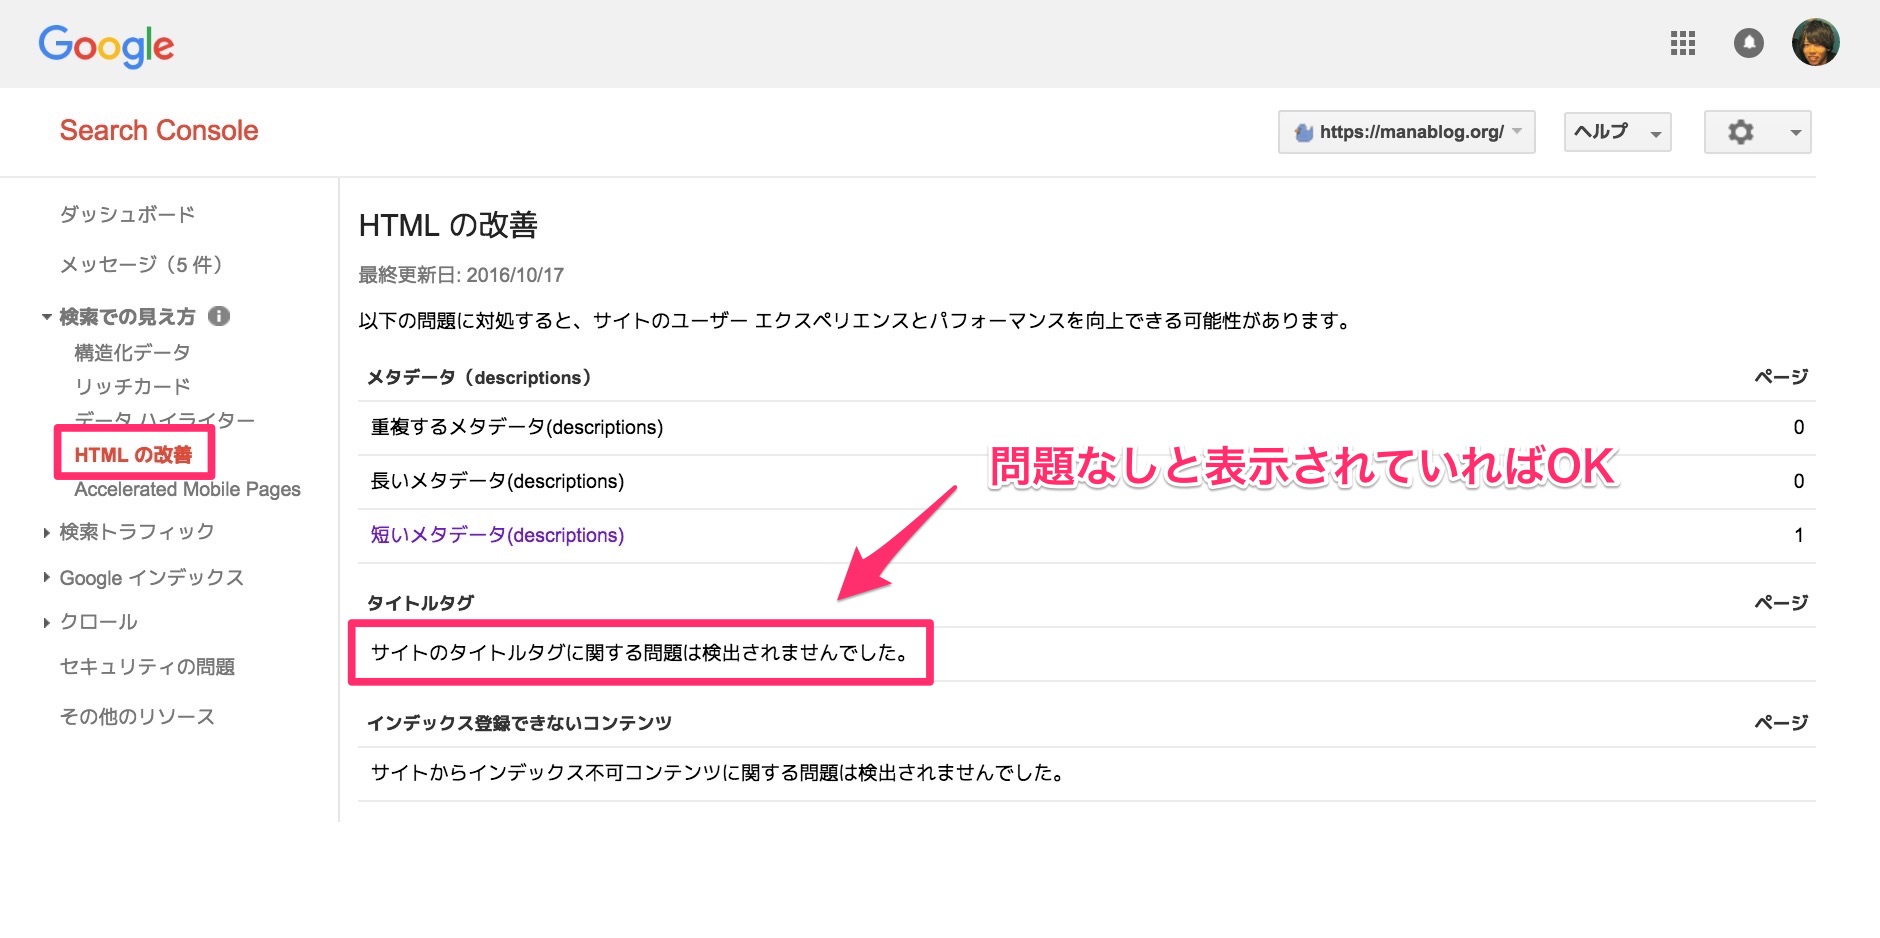 Google
Search Console
https://manablog.org/
ヘルプ
ダッシュボード
メッセージ（5 件）
検索での見え方
構造化データ
リッチカード
データ ハイライター
HTML の改善
Accelerated Mobile Pages
検索トラフィック
Google インデックス
クロール
セキュリティの問題
その他のリソース
HTML の改善
最終更新日: 2016/10/17
以下の問題に対処すると、サイトのユーザー エクスペリエンスとパフォーマンスを向上できる可能性があります。
メタデータ（descriptions） ページ
重複するメタデータ(descriptions) 0
長いメタデータ(descriptions) 0
短いメタデータ(descriptions) 1
問題なしと表示されていればOK
タイトルタグ ページ
サイトのタイトルタグに関する問題は検出されませんでした。
インデックス登録できないコンテンツ ページ
サイトからインデックス不可コンテンツに関する問題は検出されませんでした。